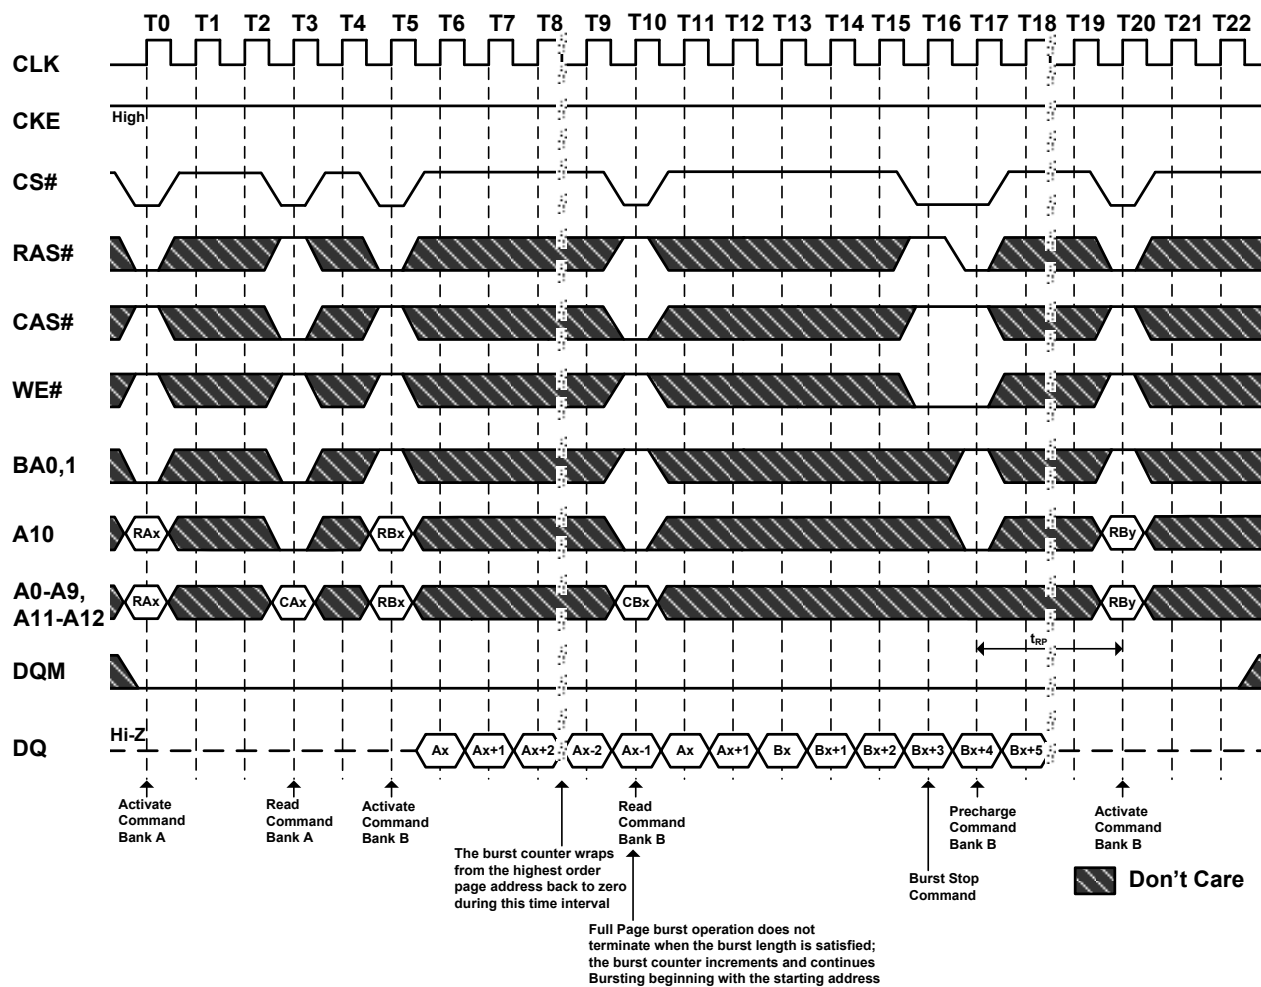 T0 T1 T2 T3 T4 T5 T6 T7 T8 T9 T10 T11 T12 T13 T14 T15 T16 T17 T18 T19 T20 T21 T22
CLK
CKE High
CS#
RAS#
CAS#
WE#
BA0,1
A10 RAx RBx RBy
A0-A9,
A11-A12 RAx CAx RBx CBx RBy
tRP
DQM
DQ Hi-Z Ax Ax+1 Ax+2 Ax-2 Ax-1 Ax Ax+1 Bx Bx+1 Bx+2 Bx+3 Bx+4 Bx+5
Activate
Command
Bank A
Read
Command
Bank A
Activate
Command
Bank B
The burst counter wraps
from the highest order
page address back to zero
during this time interval
Read
Command
Bank B
Full Page burst operation does not
terminate when the burst length is satisfied;
the burst counter increments and continues
Bursting beginning with the starting address
Burst Stop
Command
Precharge
Command
Bank B
Activate
Command
Bank B
Don't Care